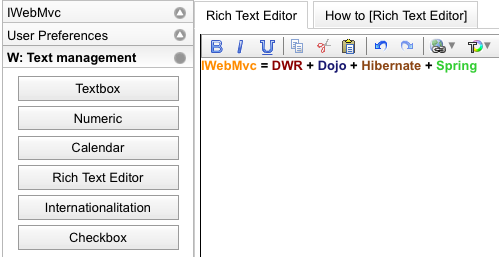 IWebMvc
User Preferences
W: Text management
Textbox
Numeric
Calendar
Rich Text Editor
Internationalitation
Checkbox
Rich Text Editor
How to [Rich Text Editor]
B I U
T
IWebMvc = DWR + Dojo + Hibernate + Spring